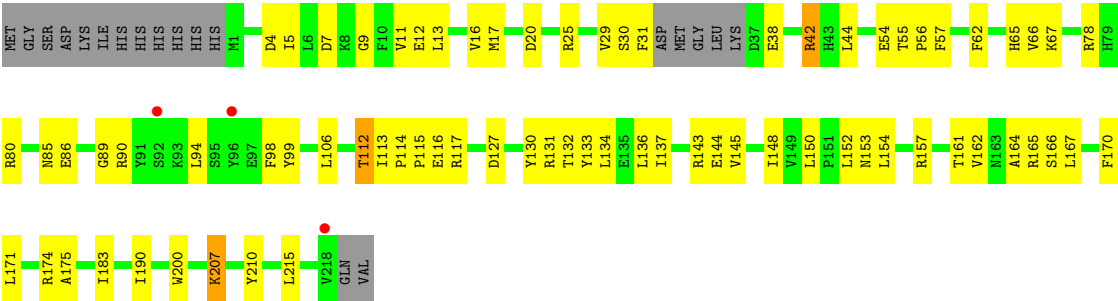 MET GLY SER ASP LYS ILE HIS HIS HIS HIS HIS HIS M1 D4 I5 L6 D7 K8 G9 F10 V11 E12 L13 V16 M17 D20 R25 V29 S30 F31 ASP MET GLY LEU LYS D37 E38 R42 H43 L44 E54 T55 P56 F57 F62 H65 V66 K67 R78 H79
R80 N85 E86 G89 R90 Y91 S92 K93 L94 S95 Y96 E97 F98 Y99 L106 T112 I113 P114 P115 E116 R117 D127 Y130 R131 T132 Y133 L134 E135 L136 I137 R143 E144 V145 I148 V149 L150 P151 L152 N153 L154 R157 T161 V162 N163 A164 R165 S166 L167 F170
L171 R174 A175 I183 I190 W200 K207 Y210 L215 V218 GLN VAL